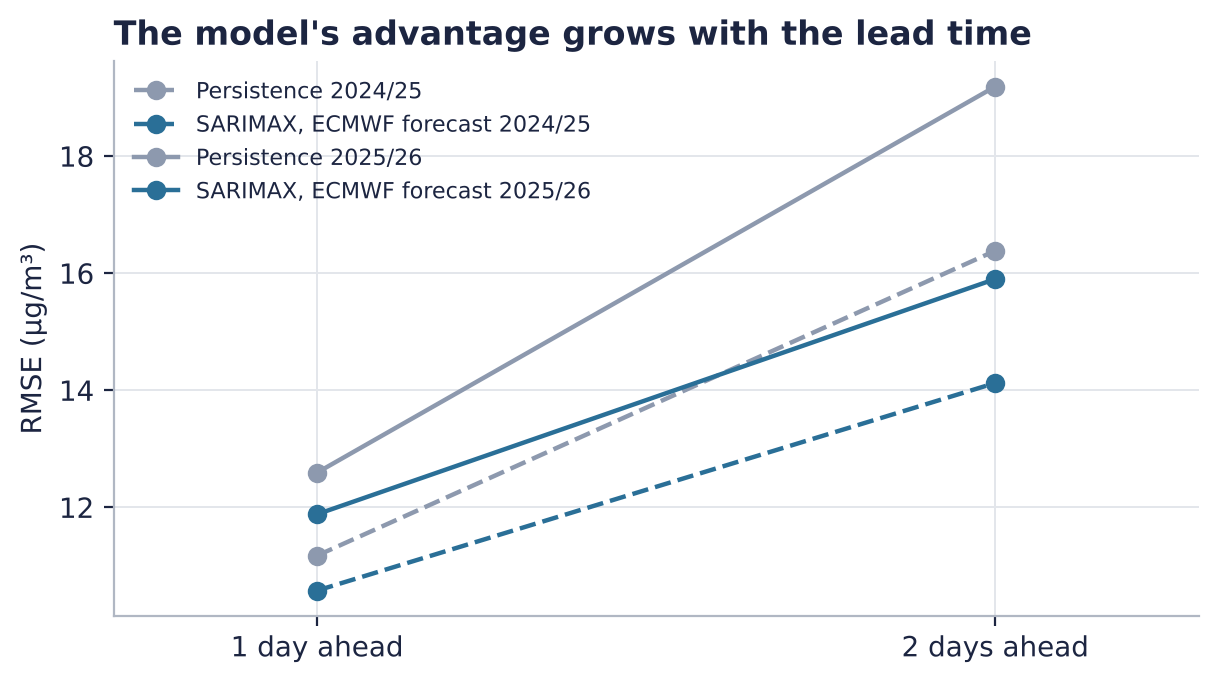 The model's advantage grows with the lead time
Persistence 2024/25
SARIMAX, ECMWF forecast 2024/25
Persistence 2025/26
SARIMAX, ECMWF forecast 2025/26
RMSE (µg/m³)
18
16
14
12
1 day ahead
2 days ahead